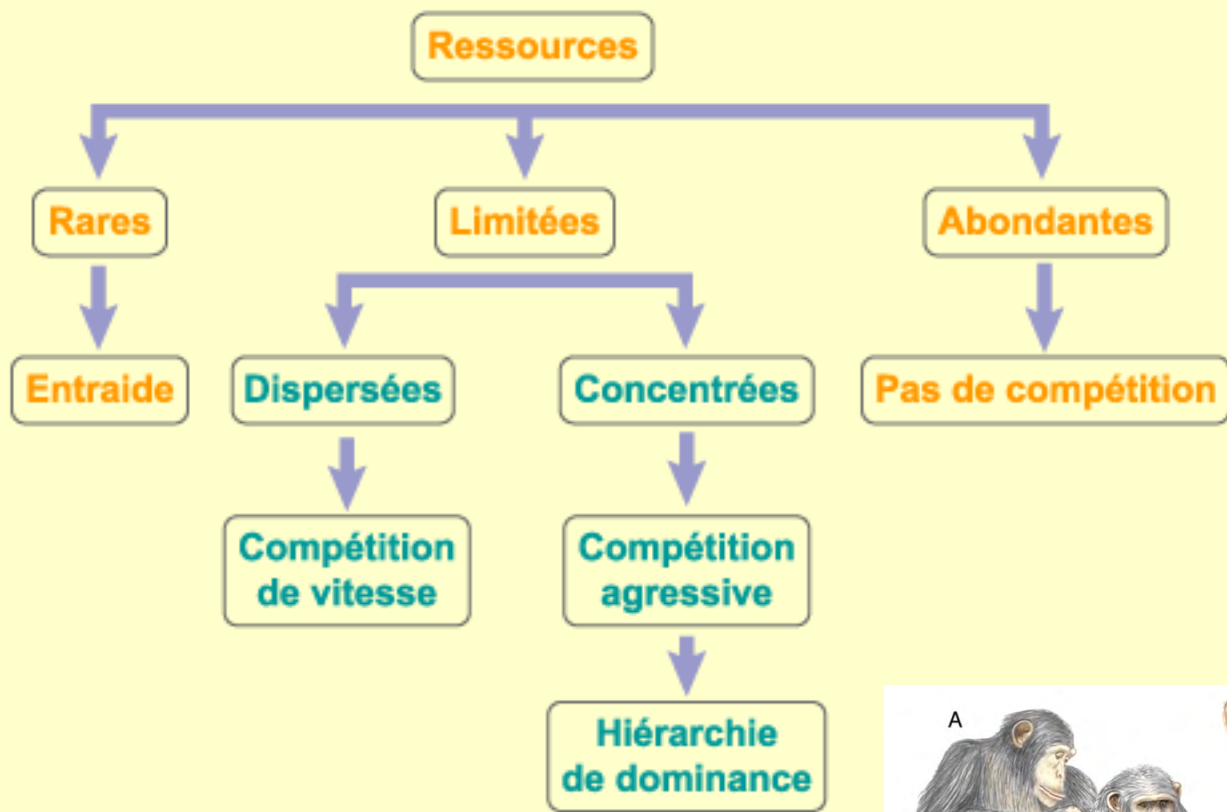 Ressources
Rares
Limitées
Abondantes
Entraide
Dispersées
Concentrées
Pas de compétition
Compétition
de vitesse
Compétition
agressive
Hiérarchie
de dominance
A